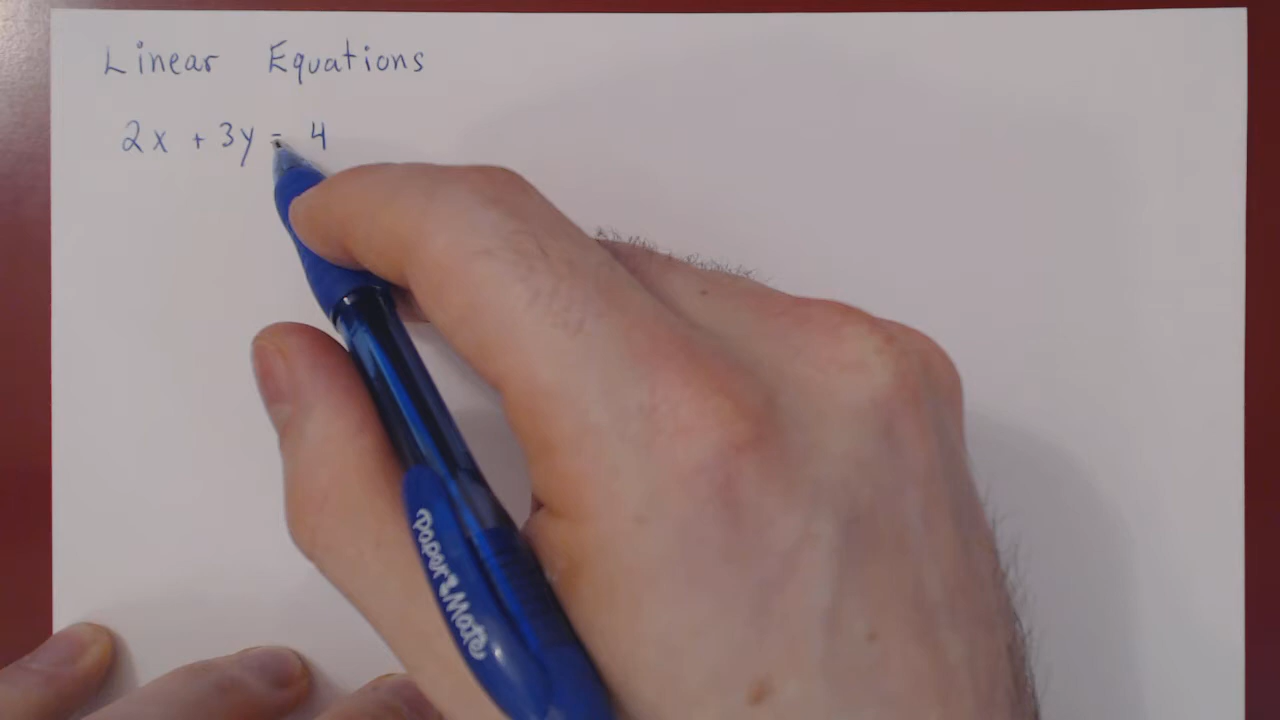 Linear Equations
2x + 3y = 4
Paper Mate